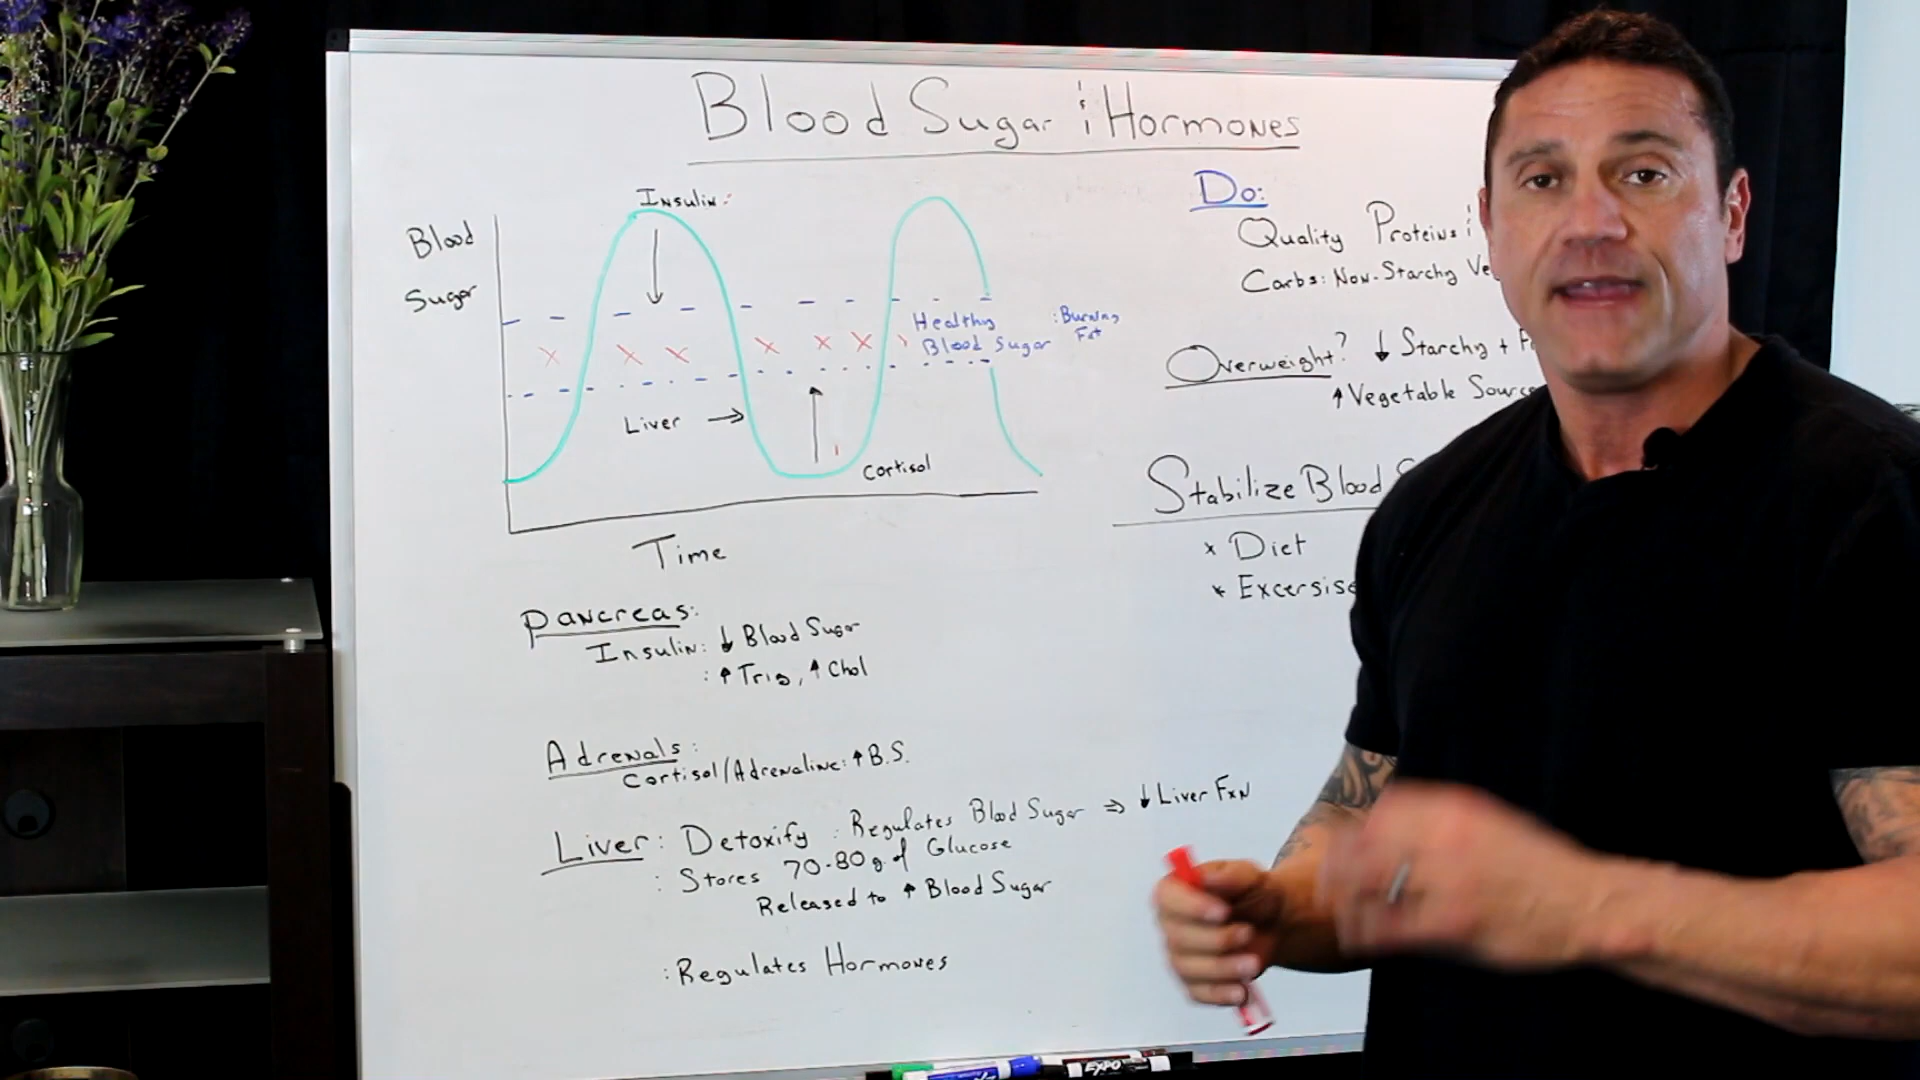 Blood Sugar & Hormones
Insulin:
Blood
Sugar
Healthy
Blood Sugar
: Burning
Fat
Liver →
Cortisol
Time
Do:
Quality Proteins &
Carbs: Non-Starchy
Overweight? ↓ Starchy +
↑ Vegetable
Stabilize Blood
* Diet
* Excersise
Pancreas:
Insulin: ↓ Blood Sugar
: ↑ Trig, ↑ Chol
Adrenals:
Cortisol/Adrenaline: ↑ B.S.
Liver: Detoxify : Regulates Blood Sugar ⇒ ↓ Liver Fxn
: Stores 70-80g of Glucose
Released to ↑ Blood Sugar
: Regulates Hormones
EXPO